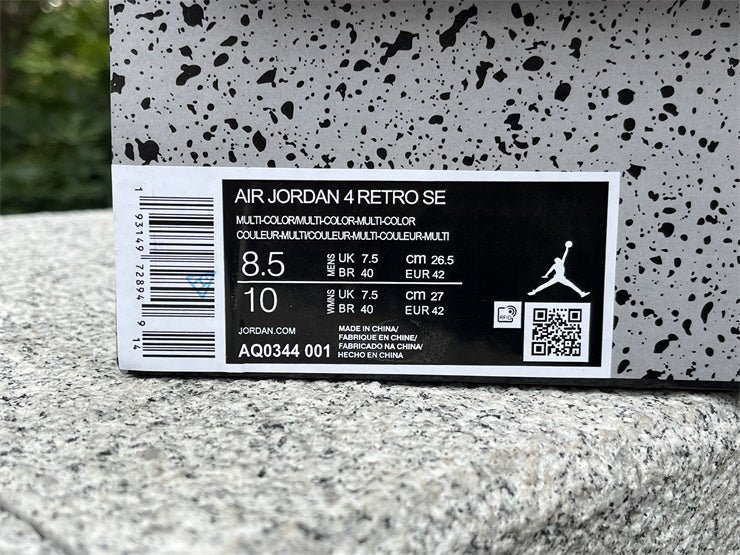 AIR JORDAN 4 RETRO SE
MULTI-COLOR/MULTI-COLOR-MULTI-COLOR
COULEUR-MULTI/COULEUR-MULTI-COULEUR-MULTI
8.5 MENS UK 7.5 cm 26.5
BR 40 EUR 42
10 WMNS UK 7.5 cm 27
BR 40 EUR 42
JORDAN.COM
AQ0344 001
MADE IN CHINA/
FABRIQUE EN CHINE/
FABRICADO NA CHINA/
HECHO EN CHINA
RFID
1 93149 72894 9 14